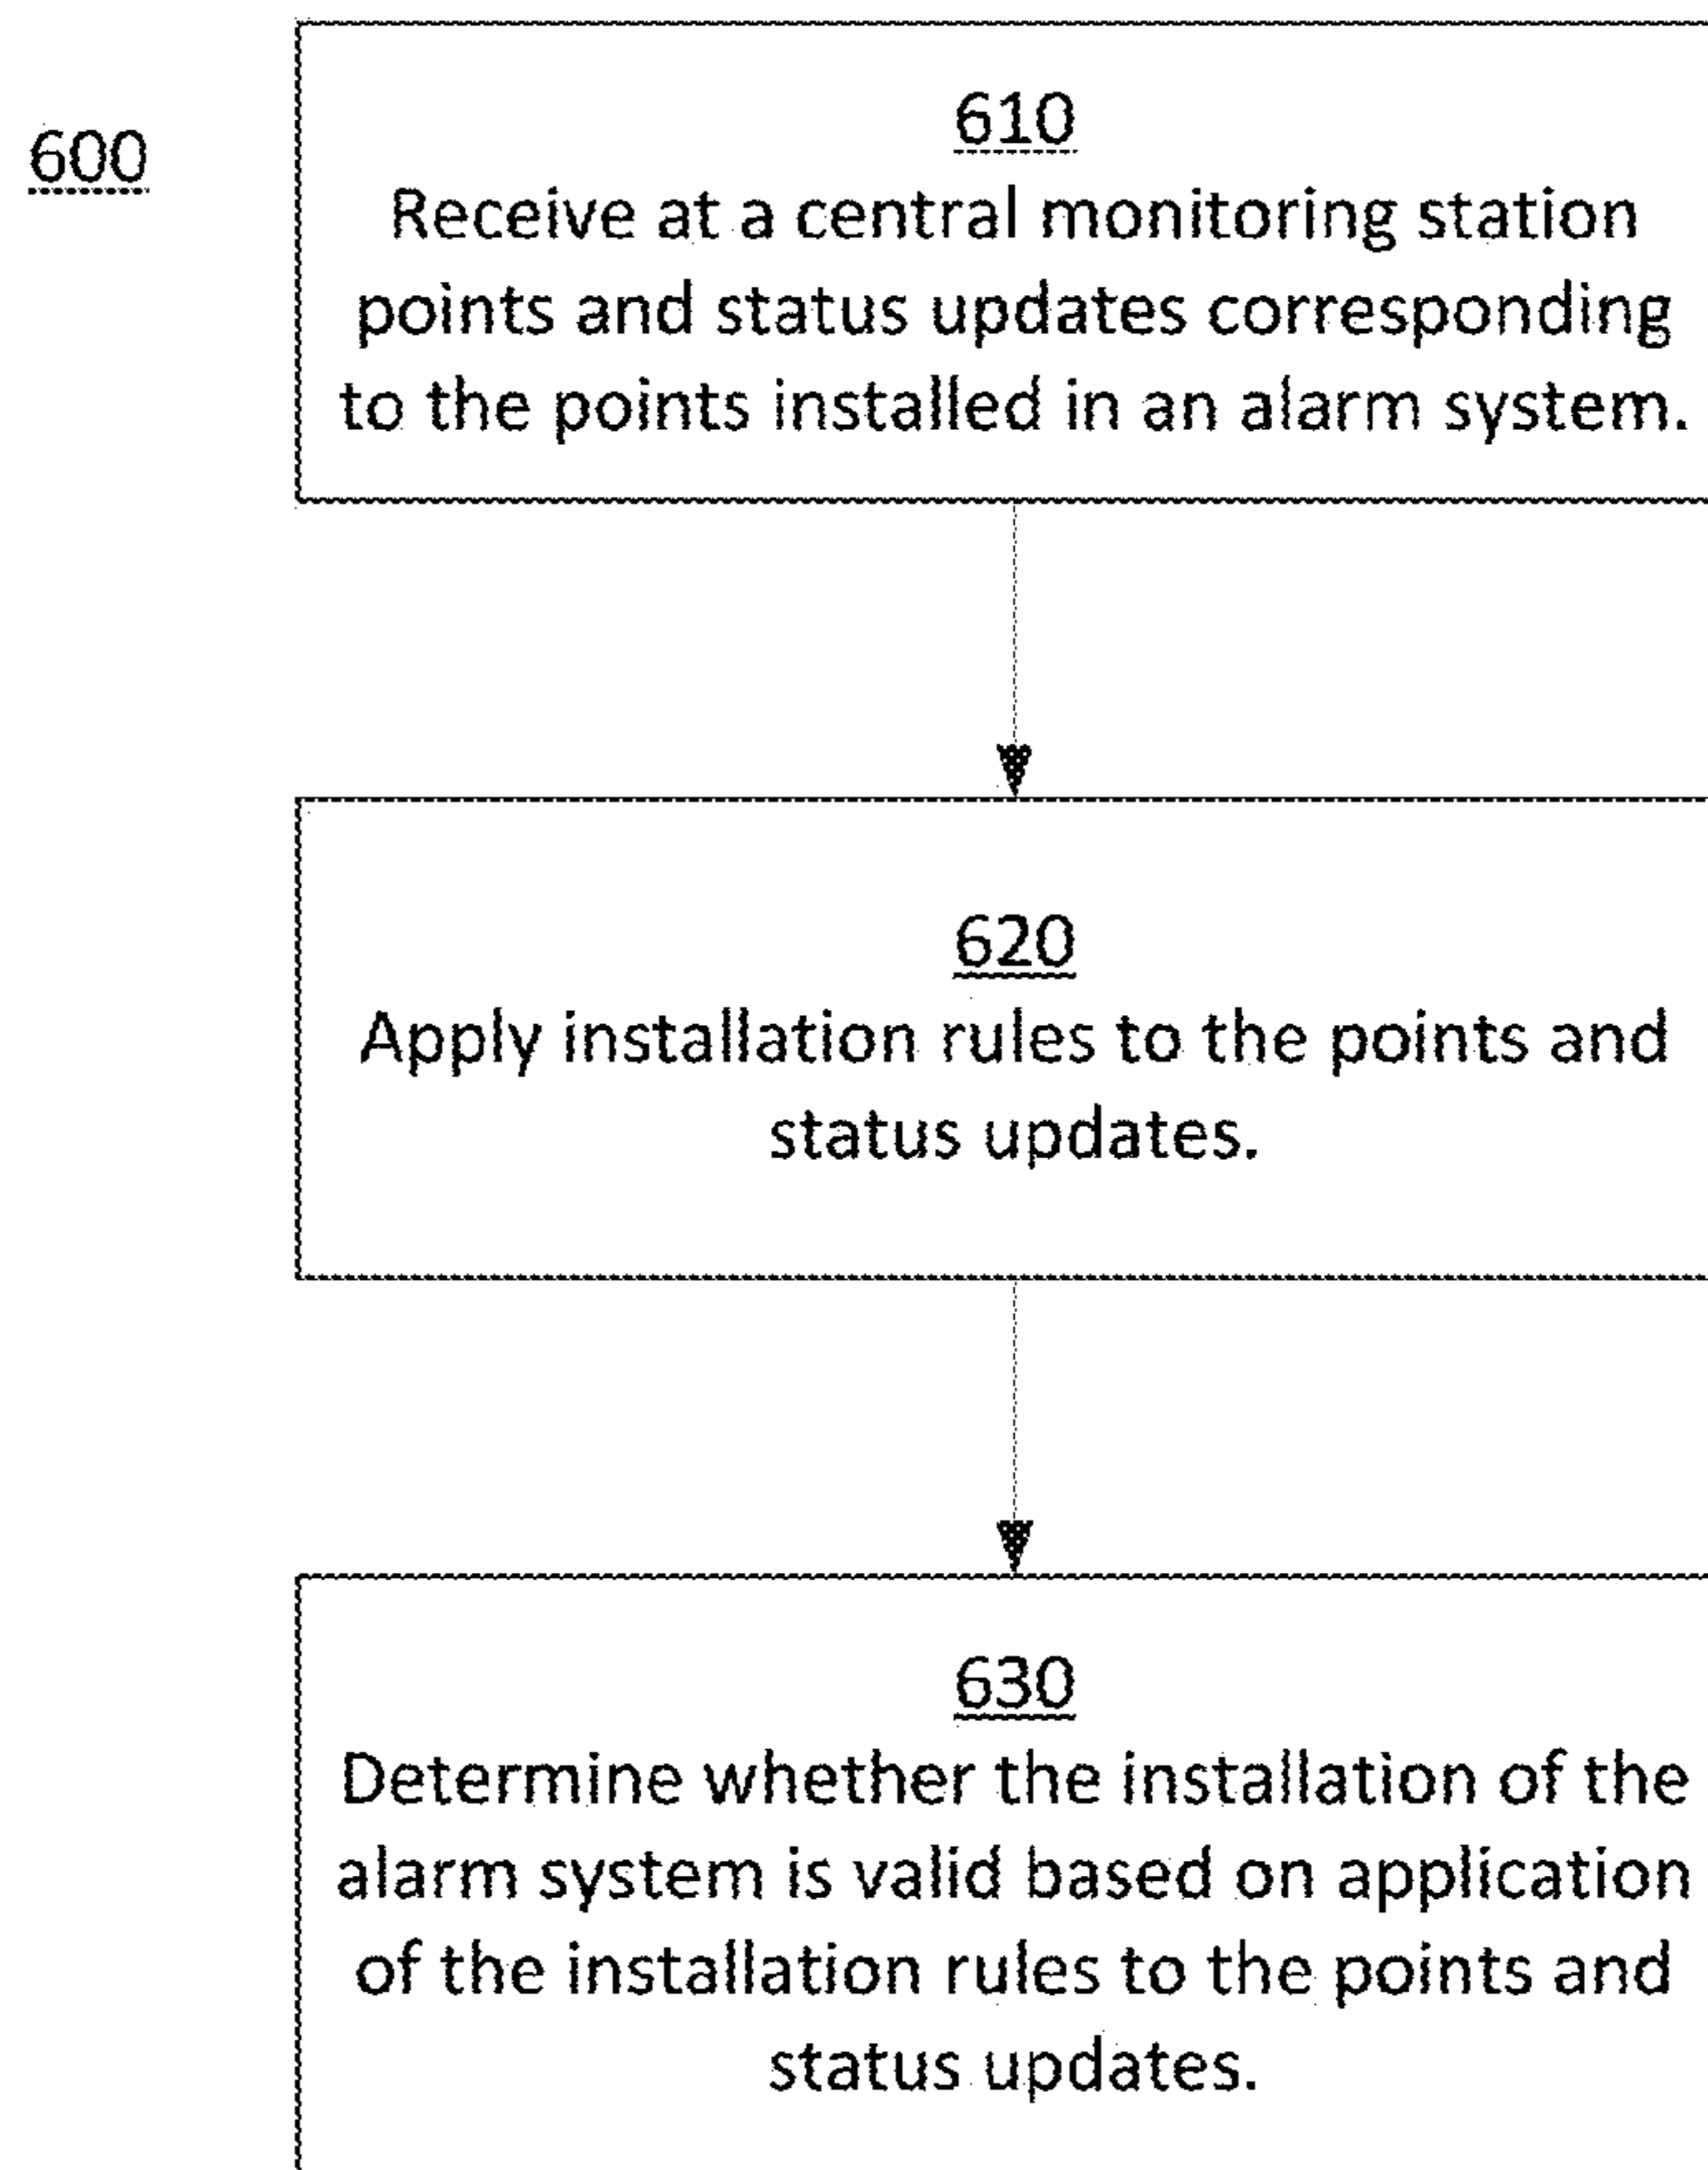 600
610
Receive at a central monitoring station
points and status updates corresponding
to the points installed in an alarm system.
620
Apply installation rules to the points and
status updates.
630
Determine whether the installation of the
alarm system is valid based on application
of the installation rules to the points and
status updates.